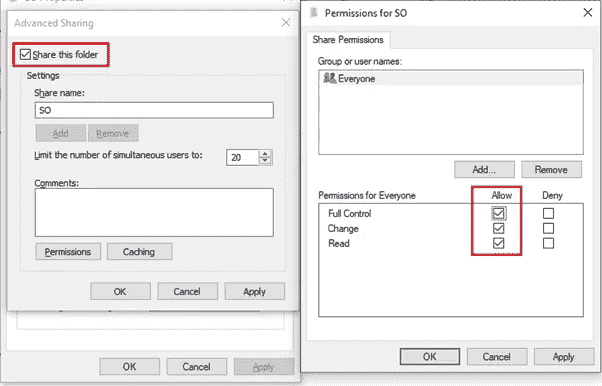 Advanced Sharing
Share this folder
Settings
Share name:
SO
Add
Remove
Limit the number of simultaneous users to:
20
Comments:
Permissions
Caching
OK
Cancel
Apply
OK
Cancel
Apply
Permissions for SO
Share Permissions
Group or user names:
Everyone
Add...
Remove
Permissions for Everyone
Allow
Deny
Full Control
Change
Read
OK
Cancel
Apply